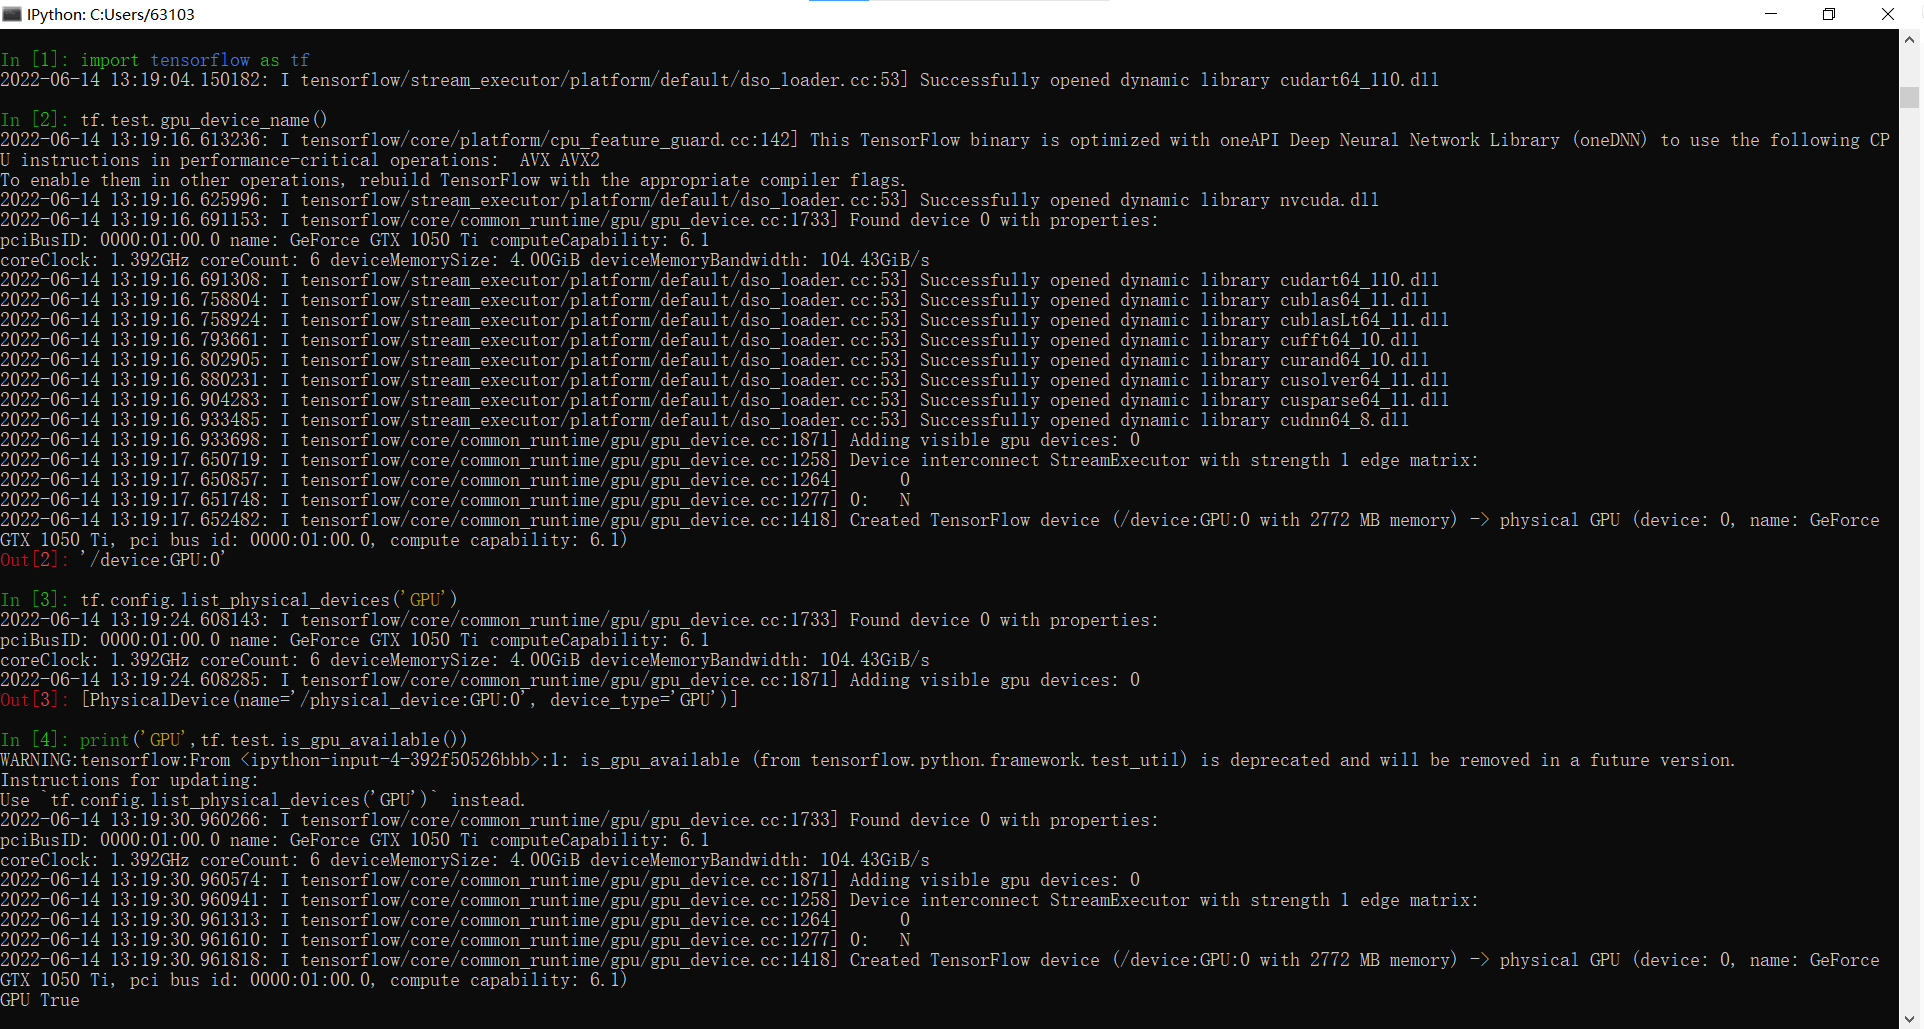 IPython: C:Users/63103
In [1]: import tensorflow as tf
2022-06-14 13:19:04.150182: I tensorflow/stream_executor/platform/default/dso_loader.cc:53] Successfully opened dynamic library cudart64_110.dll
In [2]: tf.test.gpu_device_name()
2022-06-14 13:19:16.613236: I tensorflow/core/platform/cpu_feature_guard.cc:142] This TensorFlow binary is optimized with oneAPI Deep Neural Network Library (oneDNN) to use the following CP
U instructions in performance-critical operations:  AVX AVX2
To enable them in other operations, rebuild TensorFlow with the appropriate compiler flags.
2022-06-14 13:19:16.625996: I tensorflow/stream_executor/platform/default/dso_loader.cc:53] Successfully opened dynamic library nvcuda.dll
2022-06-14 13:19:16.691153: I tensorflow/core/common_runtime/gpu/gpu_device.cc:1733] Found device 0 with properties:
pciBusID: 0000:01:00.0 name: GeForce GTX 1050 Ti computeCapability: 6.1
coreClock: 1.392GHz coreCount: 6 deviceMemorySize: 4.00GiB deviceMemoryBandwidth: 104.43GiB/s
2022-06-14 13:19:16.691308: I tensorflow/stream_executor/platform/default/dso_loader.cc:53] Successfully opened dynamic library cudart64_110.dll
2022-06-14 13:19:16.758804: I tensorflow/stream_executor/platform/default/dso_loader.cc:53] Successfully opened dynamic library cublas64_11.dll
2022-06-14 13:19:16.758924: I tensorflow/stream_executor/platform/default/dso_loader.cc:53] Successfully opened dynamic library cublasLt64_11.dll
2022-06-14 13:19:16.793661: I tensorflow/stream_executor/platform/default/dso_loader.cc:53] Successfully opened dynamic library cufft64_10.dll
2022-06-14 13:19:16.802905: I tensorflow/stream_executor/platform/default/dso_loader.cc:53] Successfully opened dynamic library curand64_10.dll
2022-06-14 13:19:16.880231: I tensorflow/stream_executor/platform/default/dso_loader.cc:53] Successfully opened dynamic library cusolver64_11.dll
2022-06-14 13:19:16.904283: I tensorflow/stream_executor/platform/default/dso_loader.cc:53] Successfully opened dynamic library cusparse64_11.dll
2022-06-14 13:19:16.933485: I tensorflow/stream_executor/platform/default/dso_loader.cc:53] Successfully opened dynamic library cudnn64_8.dll
2022-06-14 13:19:16.933698: I tensorflow/core/common_runtime/gpu/gpu_device.cc:1871] Adding visible gpu devices: 0
2022-06-14 13:19:17.650719: I tensorflow/core/common_runtime/gpu/gpu_device.cc:1258] Device interconnect StreamExecutor with strength 1 edge matrix:
2022-06-14 13:19:17.650857: I tensorflow/core/common_runtime/gpu/gpu_device.cc:1264]      0
2022-06-14 13:19:17.651748: I tensorflow/core/common_runtime/gpu/gpu_device.cc:1277] 0:   N
2022-06-14 13:19:17.652482: I tensorflow/core/common_runtime/gpu/gpu_device.cc:1418] Created TensorFlow device (/device:GPU:0 with 2772 MB memory) -> physical GPU (device: 0, name: GeForce
GTX 1050 Ti, pci bus id: 0000:01:00.0, compute capability: 6.1)
Out[2]: '/device:GPU:0'
In [3]: tf.config.list_physical_devices('GPU')
2022-06-14 13:19:24.608143: I tensorflow/core/common_runtime/gpu/gpu_device.cc:1733] Found device 0 with properties:
pciBusID: 0000:01:00.0 name: GeForce GTX 1050 Ti computeCapability: 6.1
coreClock: 1.392GHz coreCount: 6 deviceMemorySize: 4.00GiB deviceMemoryBandwidth: 104.43GiB/s
2022-06-14 13:19:24.608285: I tensorflow/core/common_runtime/gpu/gpu_device.cc:1871] Adding visible gpu devices: 0
Out[3]: [PhysicalDevice(name='/physical_device:GPU:0', device_type='GPU')]
In [4]: print('GPU',tf.test.is_gpu_available())
WARNING:tensorflow:From <ipython-input-4-392f50526bbb>:1: is_gpu_available (from tensorflow.python.framework.test_util) is deprecated and will be removed in a future version.
Instructions for updating:
Use `tf.config.list_physical_devices('GPU')` instead.
2022-06-14 13:19:30.960266: I tensorflow/core/common_runtime/gpu/gpu_device.cc:1733] Found device 0 with properties:
pciBusID: 0000:01:00.0 name: GeForce GTX 1050 Ti computeCapability: 6.1
coreClock: 1.392GHz coreCount: 6 deviceMemorySize: 4.00GiB deviceMemoryBandwidth: 104.43GiB/s
2022-06-14 13:19:30.960574: I tensorflow/core/common_runtime/gpu/gpu_device.cc:1871] Adding visible gpu devices: 0
2022-06-14 13:19:30.960941: I tensorflow/core/common_runtime/gpu/gpu_device.cc:1258] Device interconnect StreamExecutor with strength 1 edge matrix:
2022-06-14 13:19:30.961313: I tensorflow/core/common_runtime/gpu/gpu_device.cc:1264]      0
2022-06-14 13:19:30.961610: I tensorflow/core/common_runtime/gpu/gpu_device.cc:1277] 0:   N
2022-06-14 13:19:30.961818: I tensorflow/core/common_runtime/gpu/gpu_device.cc:1418] Created TensorFlow device (/device:GPU:0 with 2772 MB memory) -> physical GPU (device: 0, name: GeForce
GTX 1050 Ti, pci bus id: 0000:01:00.0, compute capability: 6.1)
GPU True